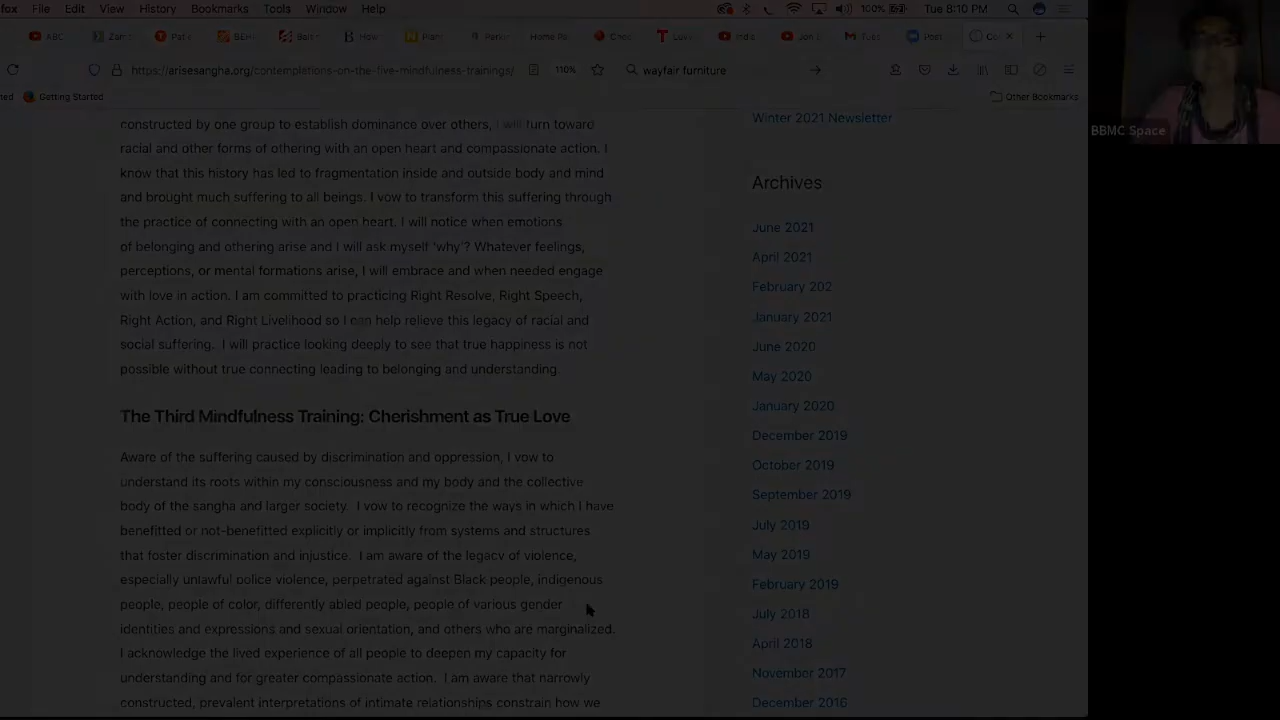 fox File Edit View History Bookmarks Tools Window Help 100% Tue 8:10 PM
ABC
https://arisesangha.org/contemplations-on-the-five-mindfulness-trainings/ 110% wayfair furniture
Getting Started Other Bookmarks
constructed by one group to establish dominance over others, I will turn toward
racial and other forms of othering with an open heart and compassionate action. I
know that this history has led to fragmentation inside and outside body and mind
and brought much suffering to all beings. I vow to transform this suffering through
the practice of connecting with an open heart. I will notice when emotions
of belonging and othering arise and I will ask myself 'why'? Whatever feelings,
perceptions, or mental formations arise, I will embrace and when needed engage
with love in action. I am committed to practicing Right Resolve, Right Speech,
Right Action, and Right Livelihood so I can help relieve this legacy of racial and
social suffering. I will practice looking deeply to see that true happiness is not
possible without true connecting leading to belonging and understanding
The Third Mindfulness Training: Cherishment as True Love
Aware of the suffering caused by discrimination and oppression, I vow to
understand its roots within my consciousness and my body and the collective
body of the sangha and larger society. I vow to recognize the ways in which I have
benefitted or not-benefitted explicitly or implicitly from systems and structures
that foster discrimination and injustice. I am aware of the legacy of violence,
especially unlawful police violence, perpetrated against Black people, indigenous
people, people of color, differently abled people, people of various gender
identities and expressions and sexual orientation, and others who are marginalized.
I acknowledge the lived experience of all people to deepen my capacity for
understanding and for greater compassionate action. I am aware that narrowly
constructed, prevalent interpretations of intimate relationships constrain how we
Winter 2021 Newsletter
Archives
June 2021
April 2021
February 202
January 2021
June 2020
May 2020
January 2020
December 2019
October 2019
September 2019
July 2019
May 2019
February 2019
July 2018
April 2018
November 2017
December 2016
BBMC Space